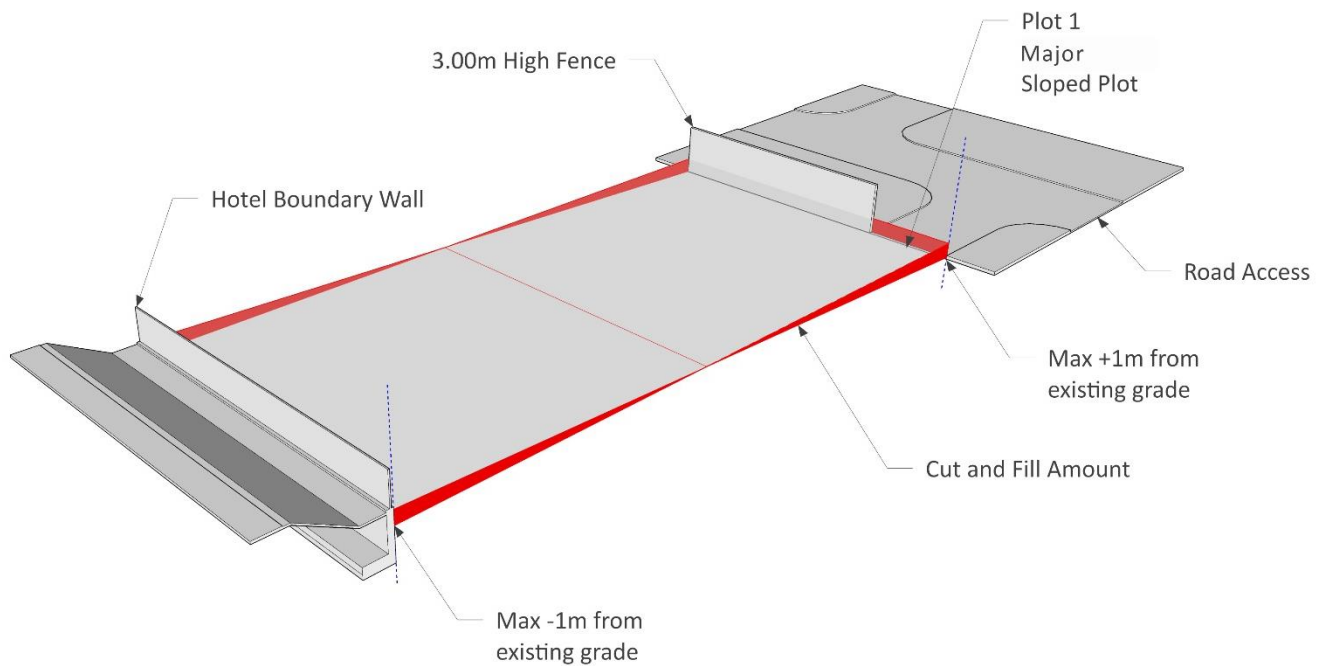 Plot 1
Major
Sloped Plot
3.00m High Fence
Hotel Boundary Wall
Road Access
Max +1m from
existing grade
Cut and Fill Amount
Max -1m from
existing grade